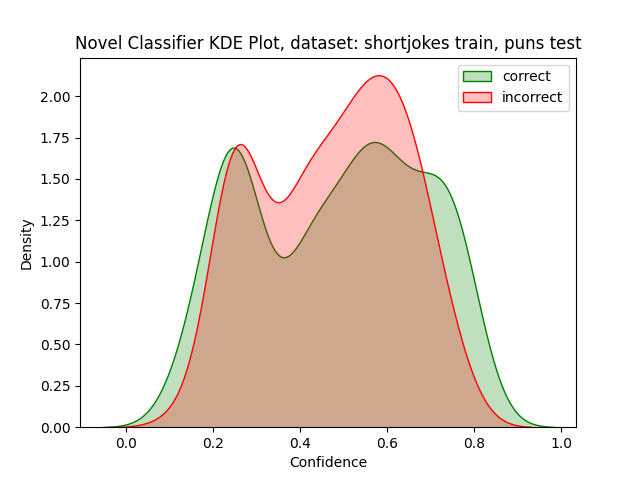 Novel Classifier KDE Plot, dataset: shortjokes train, puns test
correct
incorrect
2.00
1.75
1.50
1.25
1.00
0.75
0.50
0.25
0.00
Density
0.0 0.2 0.4 0.6 0.8 1.0
Confidence